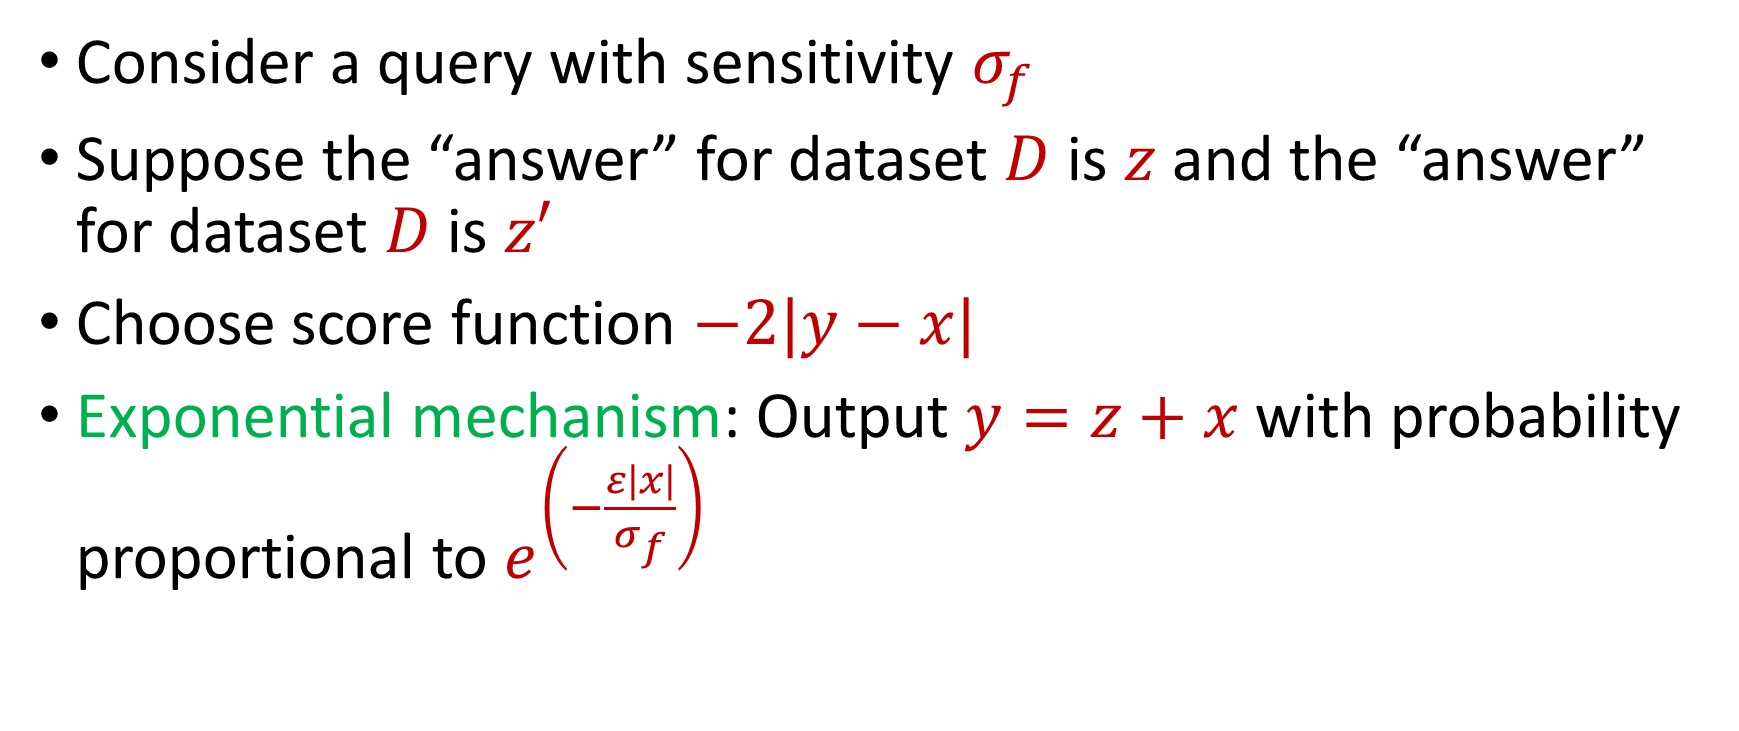 • Consider a query with sensitivity σ_f
• Suppose the “answer” for dataset D is z and the “answer”
for dataset D is z′
• Choose score function −2|y − x|
• Exponential mechanism: Output y = z + x with probability
proportional to e^(−ε|x|/σ_f)